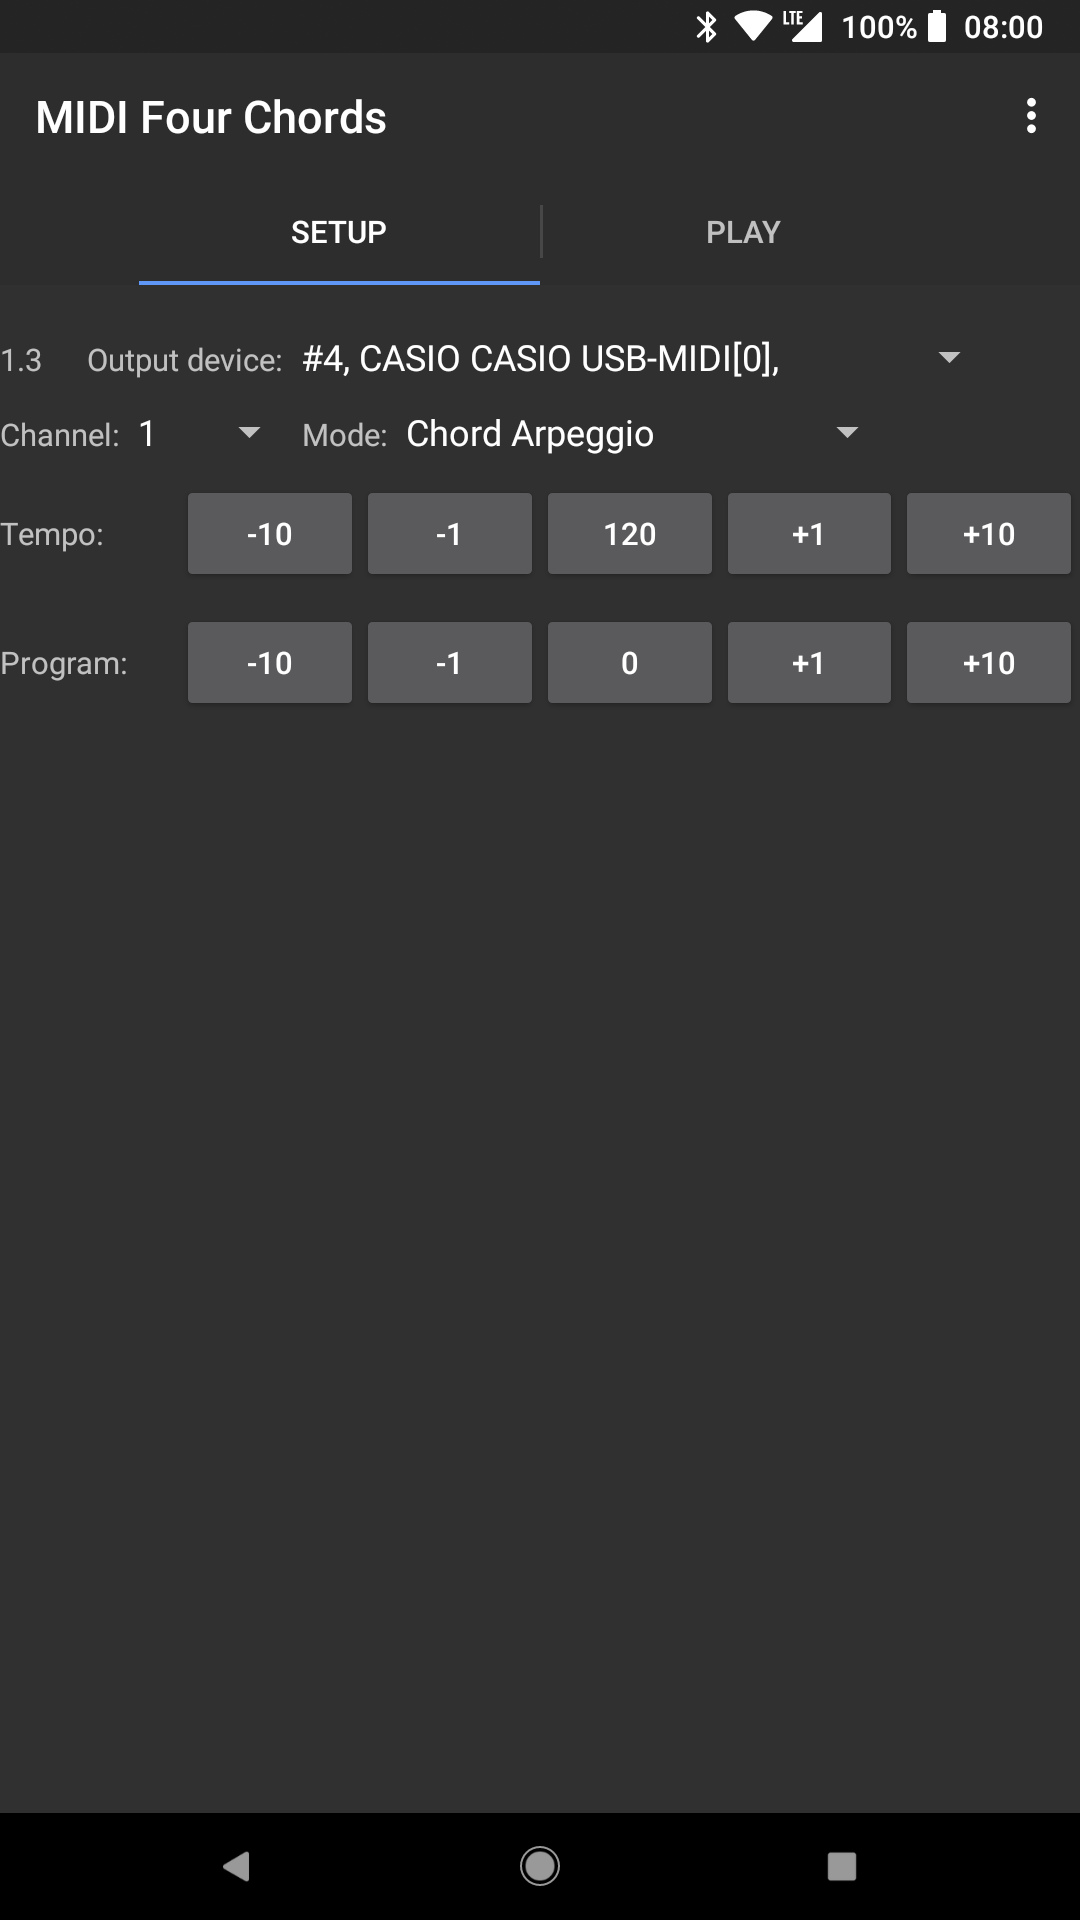 LTE 100% 08:00
MIDI Four Chords
SETUP PLAY
1.3 Output device: #4, CASIO CASIO USB-MIDI[0],
Channel: 1 Mode: Chord Arpeggio
Tempo: -10 -1 120 +1 +10
Program: -10 -1 0 +1 +10